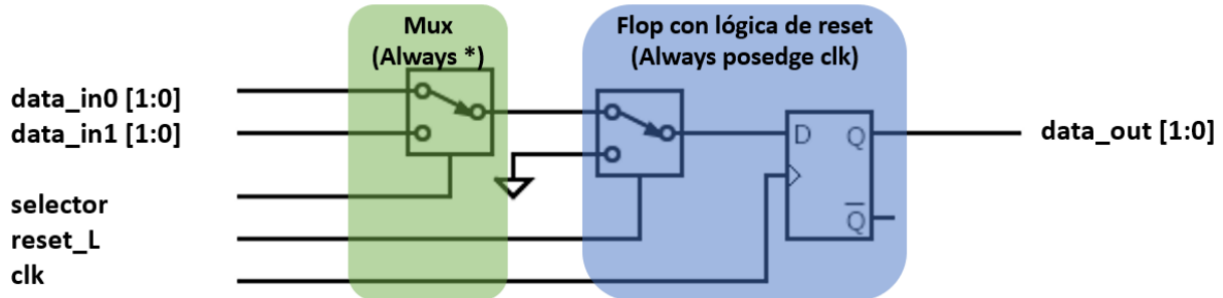 Mux
(Always *)
Flop con lógica de reset
(Always posedge clk)
data_in0 [1:0]
data_in1 [1:0]
selector
reset_L
clk
D
Q
Q
data_out [1:0]